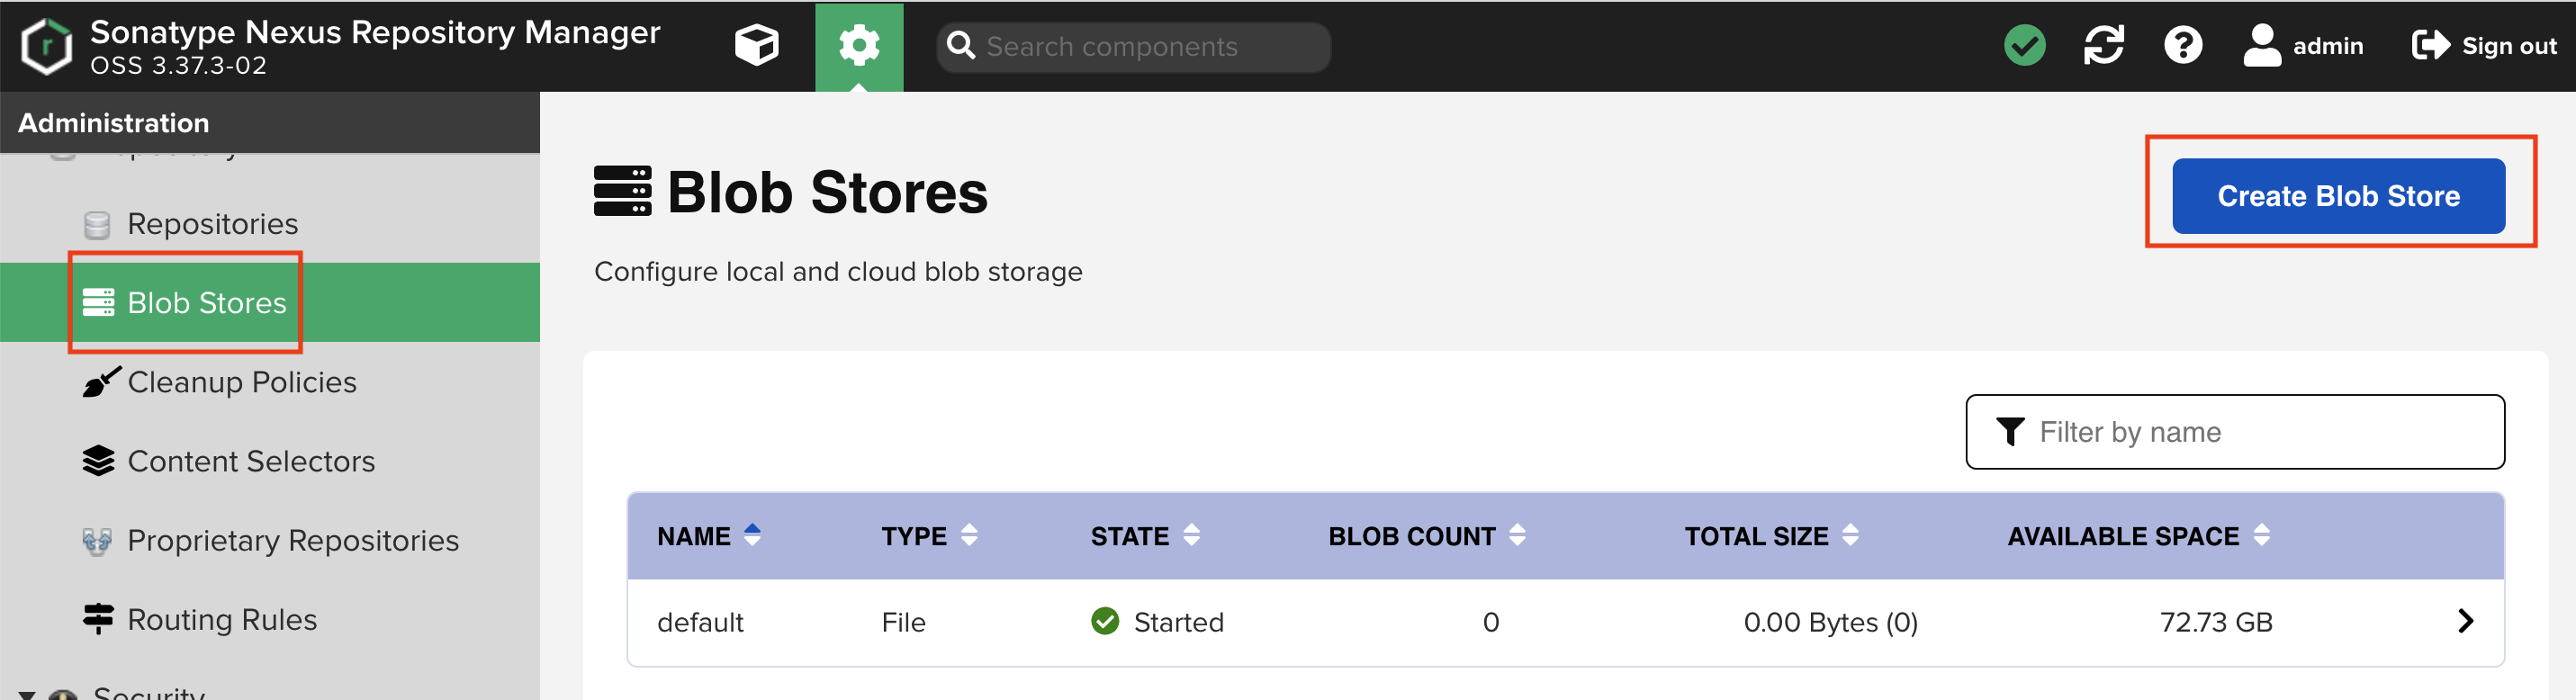 Sonatype Nexus Repository Manager
OSS 3.37.3-02
Search components
admin
Sign out
Administration
Repositories
Blob Stores
Cleanup Policies
Content Selectors
Proprietary Repositories
Routing Rules
Security
Blob Stores
Create Blob Store
Configure local and cloud blob storage
Filter by name
NAME TYPE STATE BLOB COUNT TOTAL SIZE AVAILABLE SPACE
default File Started 0 0.00 Bytes (0) 72.73 GB